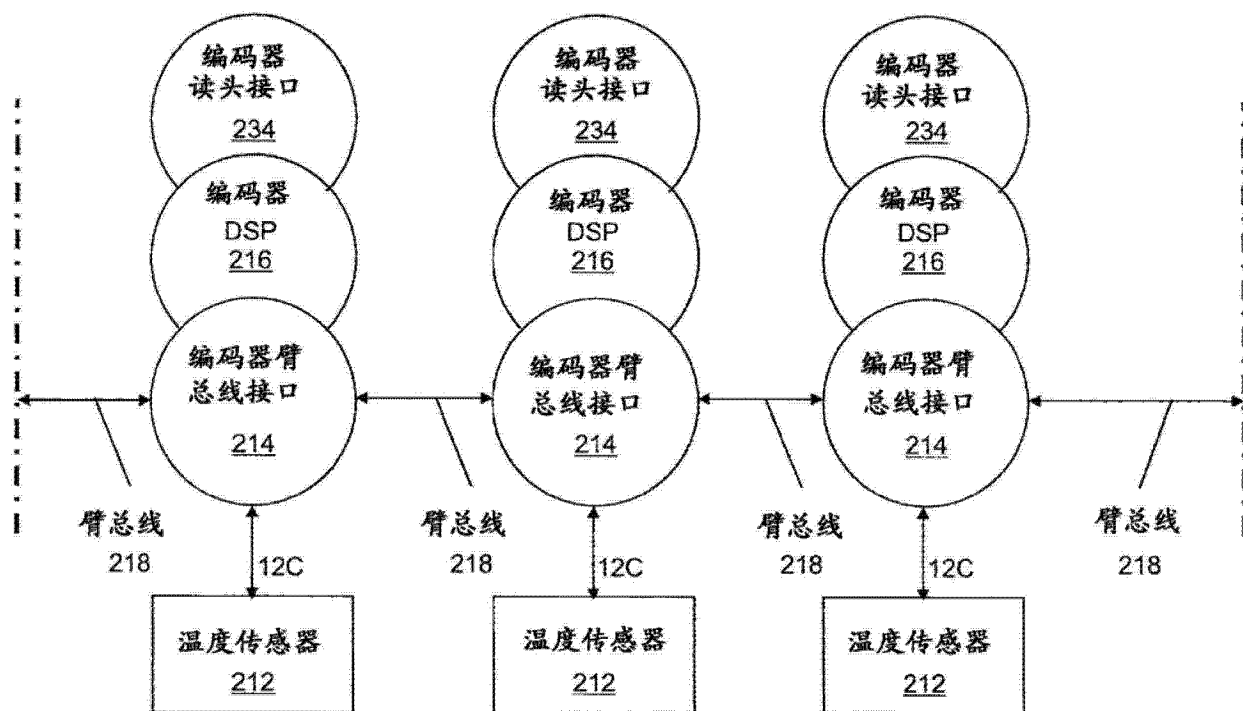 编码器
读头接口
234
编码器
DSP
216
编码器臂
总线接口
214
臂总线
218
12C
温度传感器
212
编码器
读头接口
234
编码器
DSP
216
编码器臂
总线接口
214
臂总线
218
12C
温度传感器
212
编码器
读头接口
234
编码器
DSP
216
编码器臂
总线接口
214
臂总线
218
12C
温度传感器
212
臂总线
218